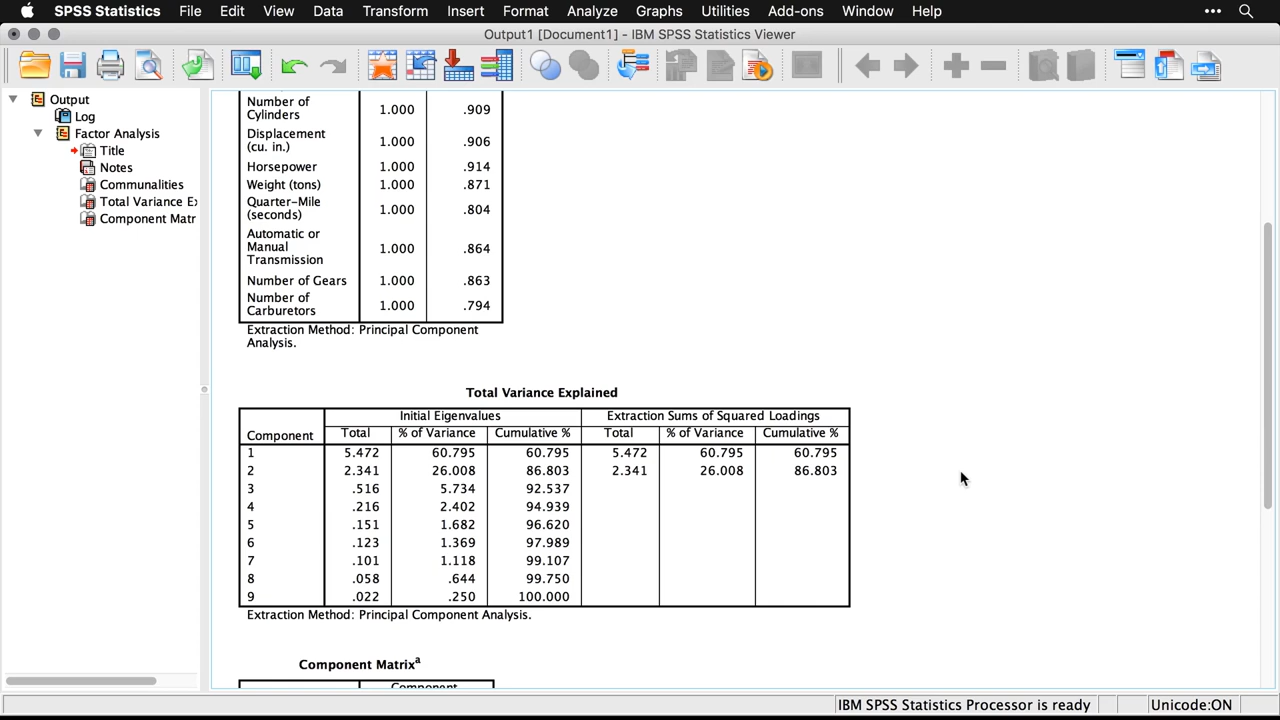 SPSS Statistics File Edit View Data Transform Insert Format Analyze Graphs Utilities Add-ons Window Help
Output1 [Document1] - IBM SPSS Statistics Viewer
Output
Log
Factor Analysis
Title
Notes
Communalities
Total Variance E
Component Matr
Number of
Cylinders 1.000 .909
Displacement
(cu. in.) 1.000 .906
Horsepower 1.000 .914
Weight (tons) 1.000 .871
Quarter-Mile
(seconds) 1.000 .804
Automatic or
Manual 1.000 .864
Transmission
Number of Gears 1.000 .863
Number of
Carburetors 1.000 .794
Extraction Method: Principal Component
Analysis.
Total Variance Explained
Initial Eigenvalues Extraction Sums of Squared Loadings
Component Total % of Variance Cumulative % Total % of Variance Cumulative %
1 5.472 60.795 60.795 5.472 60.795 60.795
2 2.341 26.008 86.803 2.341 26.008 86.803
3 .516 5.734 92.537
4 .216 2.402 94.939
5 .151 1.682 96.620
6 .123 1.369 97.989
7 .101 1.118 99.107
8 .058 .644 99.750
9 .022 .250 100.000
Extraction Method: Principal Component Analysis.
Component Matrixa
Component
IBM SPSS Statistics Processor is ready Unicode:ON